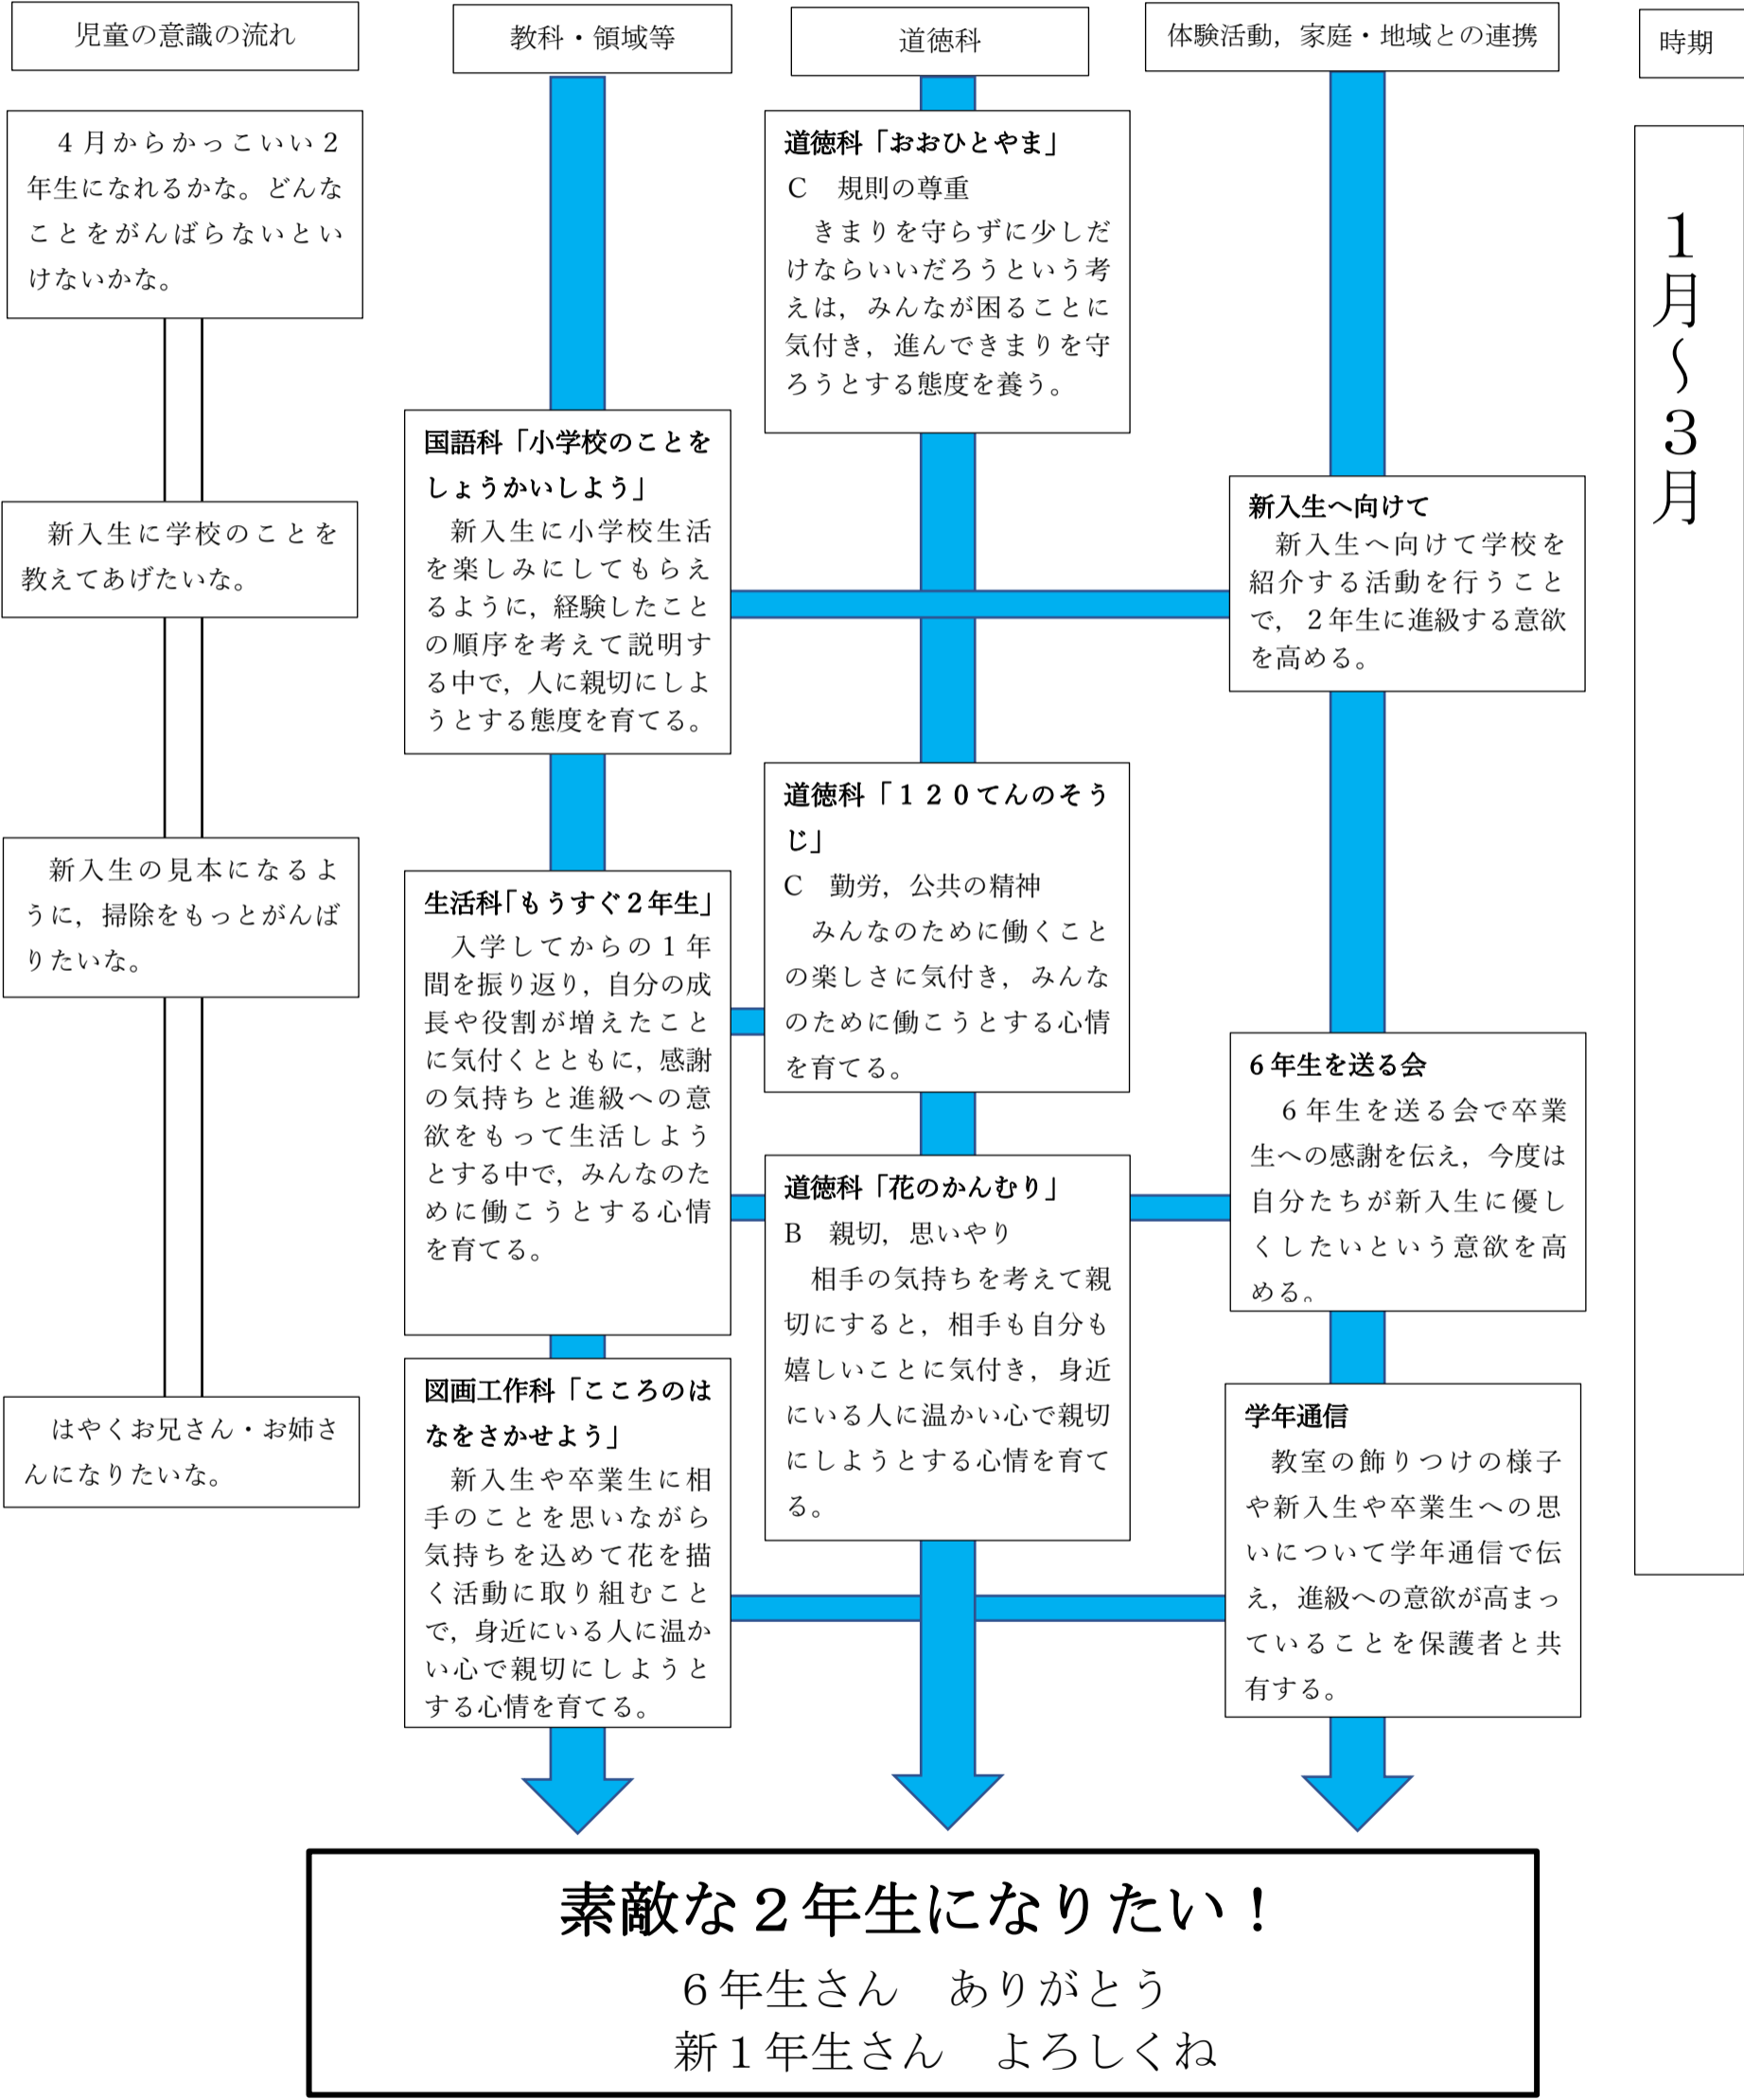 児童の意識の流れ
教科・領域等
道徳科
体験活動，家庭・地域との連携
時期
４月からかっこいい２
年生になれるかな。どんな
ことをがんばらないとい
けないかな。
新入生に学校のことを
教えてあげたいな。
新入生の見本になるよ
うに，掃除をもっとがんば
りたいな。
はやくお兄さん・お姉さ
んになりたいな。
国語科「小学校のことを
しょうかいしよう」
新入生に小学校生活
を楽しみにしてもらえ
るように，経験したこと
の順序を考えて説明す
る中で，人に親切にしよ
うとする態度を育てる。
生活科「もうすぐ２年生」
入学してからの１年
間を振り返り，自分の成
長や役割が増えたこと
に気付くとともに，感謝
の気持ちと進級への意
欲をもって生活しよう
とする中で，みんなのた
めに働こうとする心情
を育てる。
図画工作科「こころのは
なをさかせよう」
新入生や卒業生に相
手のことを思いながら
気持ちを込めて花を描
く活動に取り組むこと
で，身近にいる人に温か
い心で親切にしようと
する心情を育てる。
道徳科「おおひとやま」
C　規則の尊重
きまりを守らずに少しだ
けならいいだろうという考
えは，みんなが困ることに
気付き，進んできまりを守
ろうとする態度を養う。
道徳科「１２０てんのそう
じ」
C　勤労，公共の精神
みんなのために働くこと
の楽しさに気付き，みんな
のために働こうとする心情
を育てる。
道徳科「花のかんむり」
B　親切，思いやり
相手の気持ちを考えて親
切にすると，相手も自分も
嬉しいことに気付き，身近
にいる人に温かい心で親切
にしようとする心情を育て
る。
新入生へ向けて
新入生へ向けて学校を
紹介する活動を行うこと
で，２年生に進級する意欲
を高める。
６年生を送る会
６年生を送る会で卒業
生への感謝を伝え，今度は
自分たちが新入生に優し
くしたいという意欲を高
める。
学年通信
教室の飾りつけの様子
や新入生や卒業生への思
いについて学年通信で伝
え，進級への意欲が高まっ
ていることを保護者と共
有する。
１月～３月
素敵な２年生になりたい！
６年生さん　ありがとう
新１年生さん　よろしくね